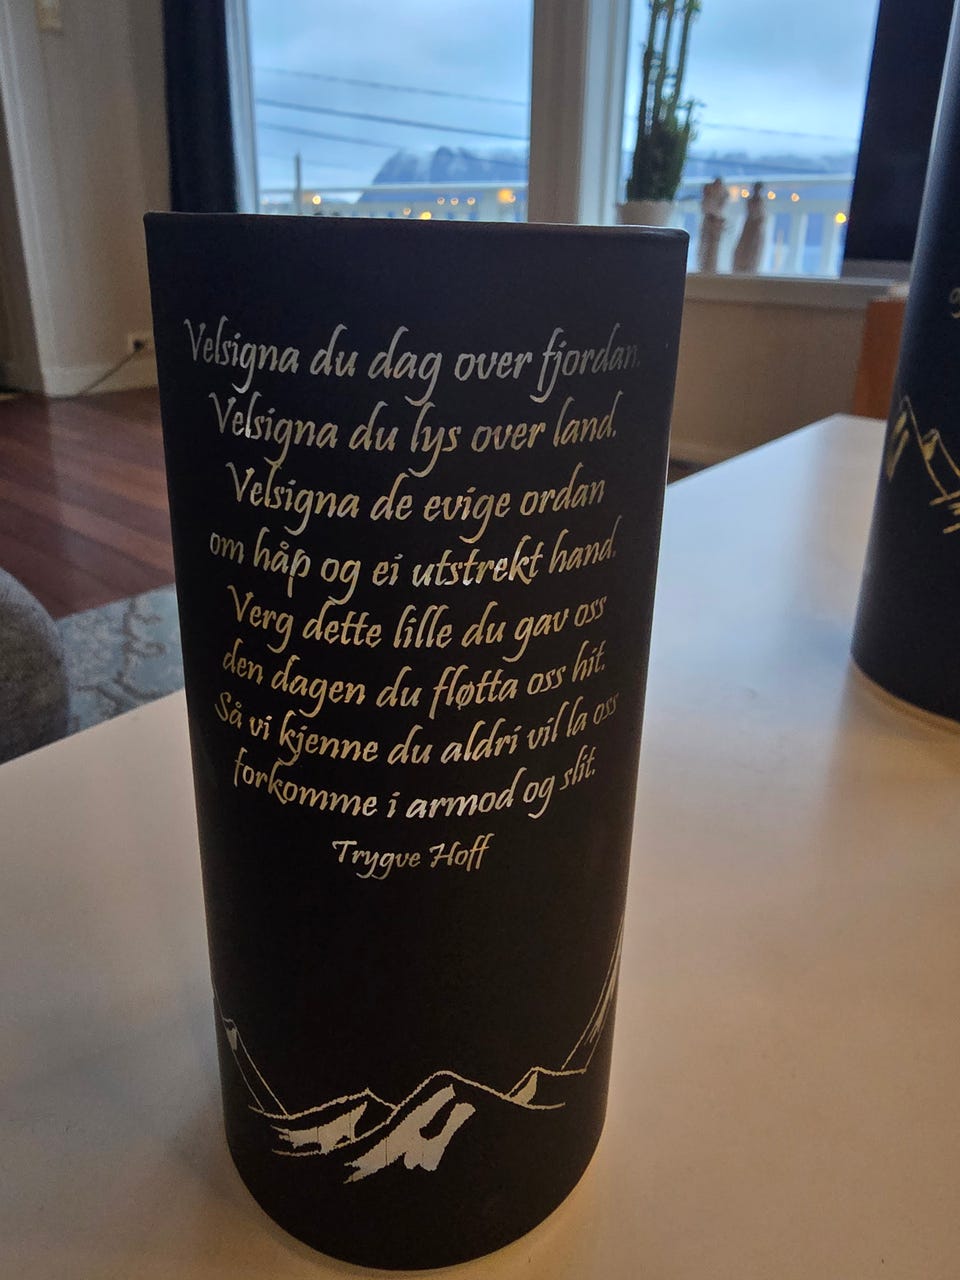 Velsigna du dag over fjordan.
Velsigna du lys over land.
Velsigna de evige ordan
om håp og ei utstrekt hand.
Verg dette lille du gav oss
den dagen du fløtta oss hit.
Så vi kjenne du aldri vil la oss
forkomme i armod og slit.
Trygve Hoff